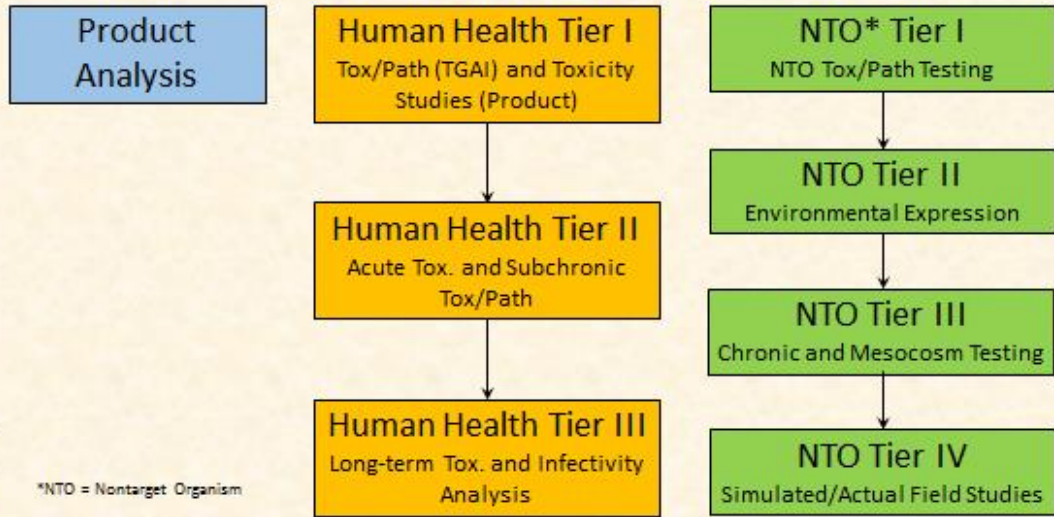 Product
Analysis
Human Health Tier I
Tox/Path (TGAI) and Toxicity
Studies (Product)
Human Health Tier II
Acute Tox. and Subchronic
Tox/Path
Human Health Tier III
Long-term Tox. and Infectivity
Analysis
NTO* Tier I
NTO Tox/Path Testing
NTO Tier II
Environmental Expression
NTO Tier III
Chronic and Mesocosm Testing
NTO Tier IV
Simulated/Actual Field Studies
*NTO = Nontarget Organism